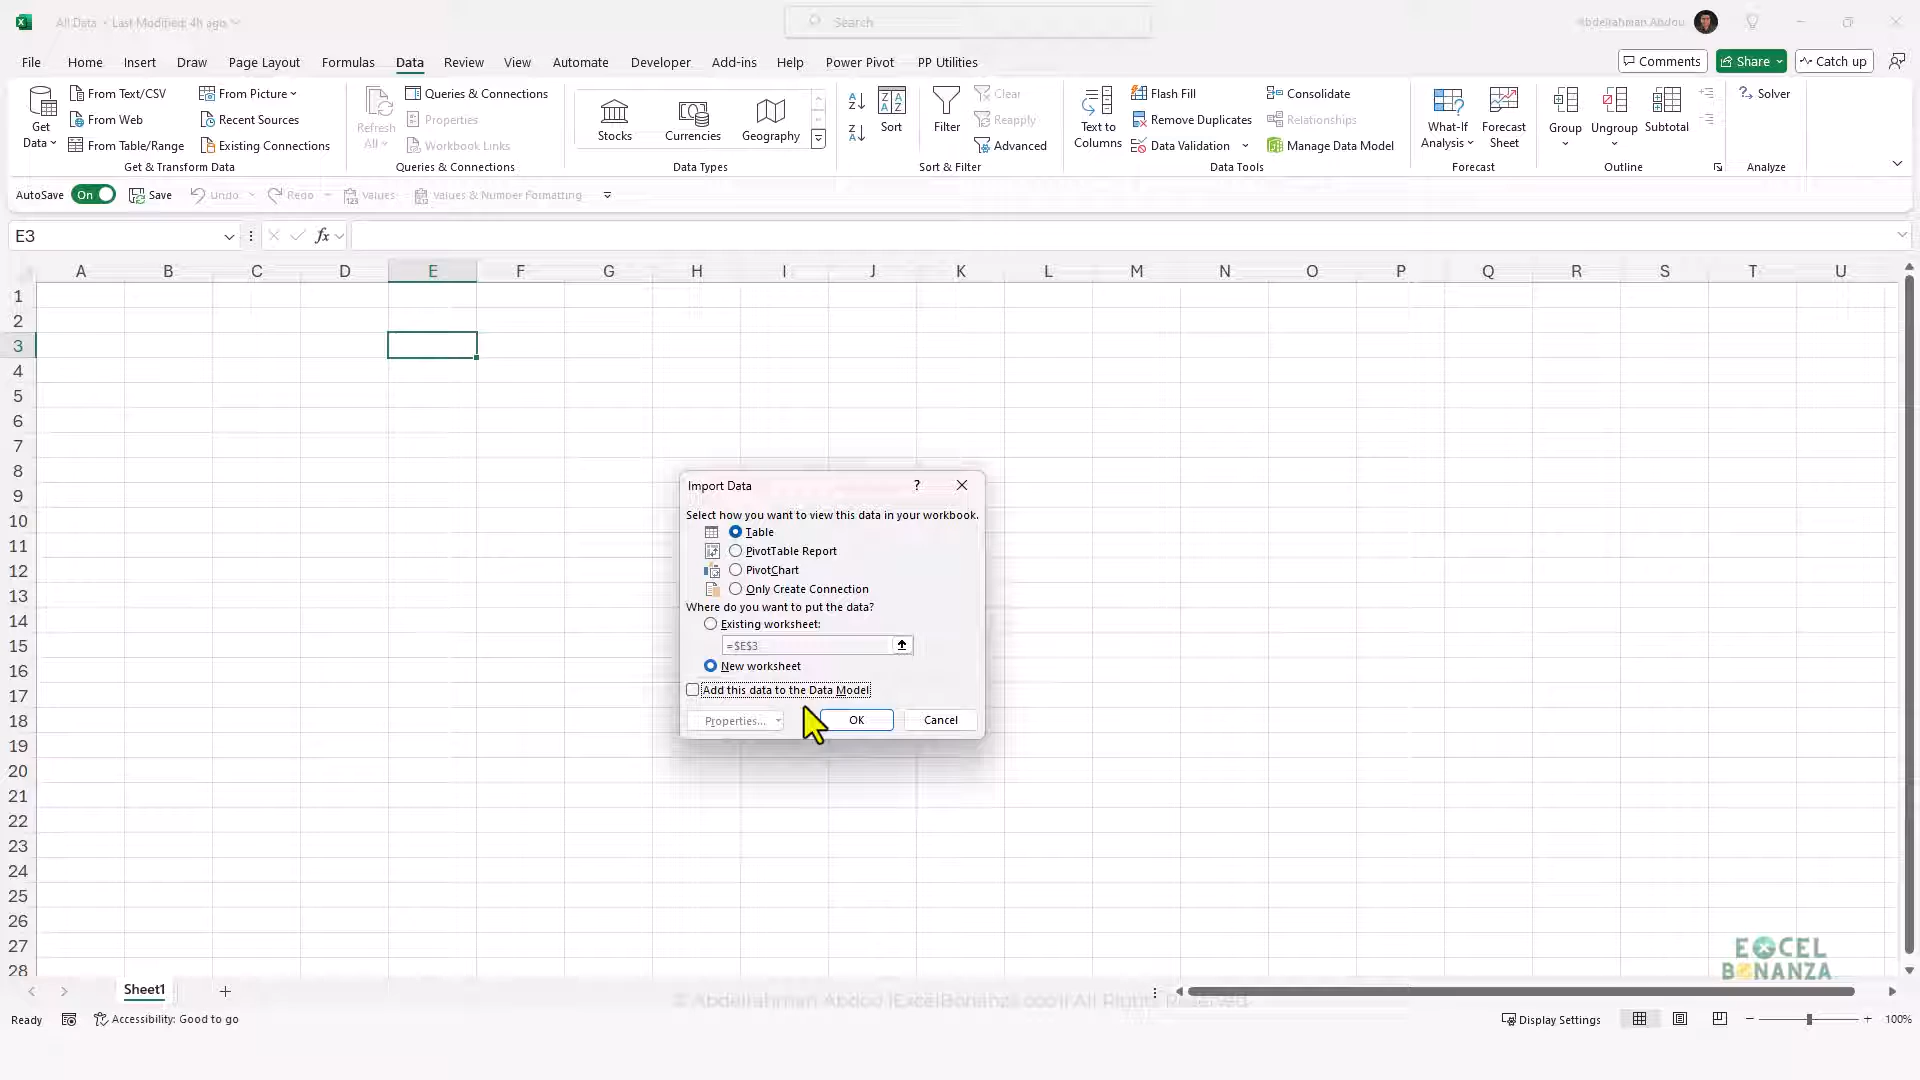 All Data • Last Modified: 4h ago
Search
Abdelrahman Abdou
File Home Insert Draw Page Layout Formulas Data Review View Automate Developer Add-ins Help Power Pivot PP Utilities
Comments Share Catch up
Get Data
From Text/CSV
From Web
From Table/Range
From Picture
Recent Sources
Existing Connections
Get & Transform Data
Refresh All
Queries & Connections
Properties
Workbook Links
Queries & Connections
Stocks Currencies Geography
Data Types
Sort
Filter
Clear
Reapply
Advanced
Sort & Filter
Text to Columns
Flash Fill
Remove Duplicates
Data Validation
Consolidate
Relationships
Manage Data Model
Data Tools
What-If Analysis
Forecast Sheet
Forecast
Group
Ungroup
Subtotal
Outline
Solver
Analyze
AutoSave On Save Undo Redo Values Values & Number Formatting
E3
fx
A B C D E F G H I J K L M N O P Q R S T U
1
2
3
4
5
6
7
8
9
10
11
12
13
14
15
16
17
18
19
20
21
22
23
24
25
26
27
28
Import Data ?
Select how you want to view this data in your workbook.
Table
PivotTable Report
PivotChart
Only Create Connection
Where do you want to put the data?
Existing worksheet:
=$E$3
New worksheet
Add this data to the Data Model
Properties... OK Cancel
EXCEL
BONANZA
Sheet1
All Rights Reserved
Ready Accessibility: Good to go Display Settings 100%